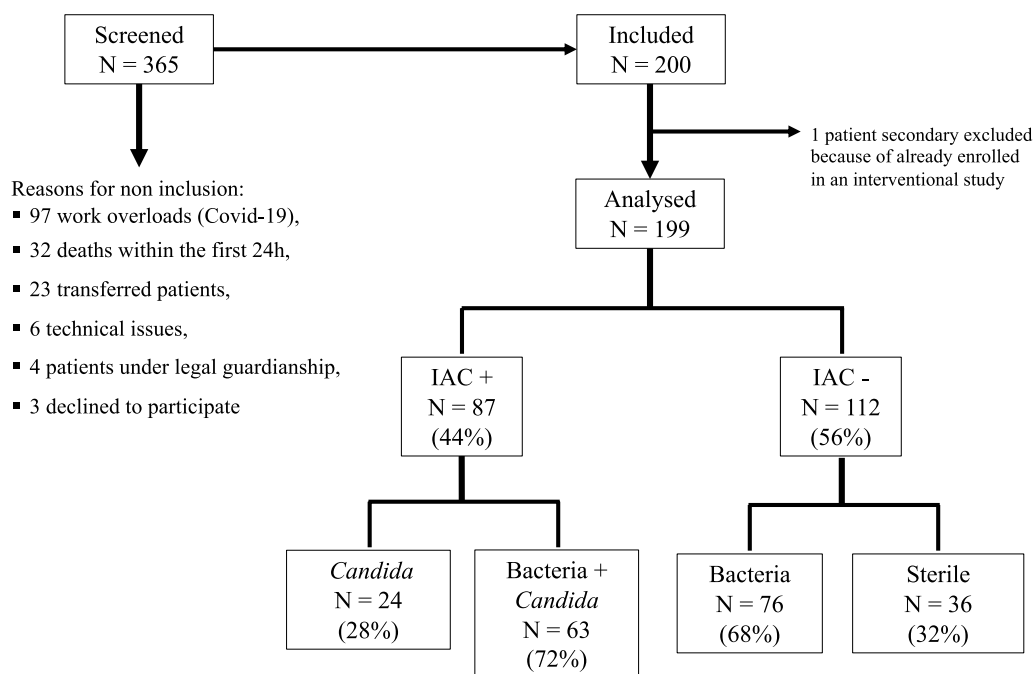 Screened
N = 365
Included
N = 200
1 patient secondary excluded
because of already enrolled
in an interventional study
Reasons for non inclusion:
▪ 97 work overloads (Covid-19),
▪ 32 deaths within the first 24h,
▪ 23 transferred patients,
▪ 6 technical issues,
▪ 4 patients under legal guardianship,
▪ 3 declined to participate
Analysed
N = 199
IAC +
N = 87
(44%)
IAC -
N = 112
(56%)
Candida
N = 24
(28%)
Bacteria +
Candida
N = 63
(72%)
Bacteria
N = 76
(68%)
Sterile
N = 36
(32%)